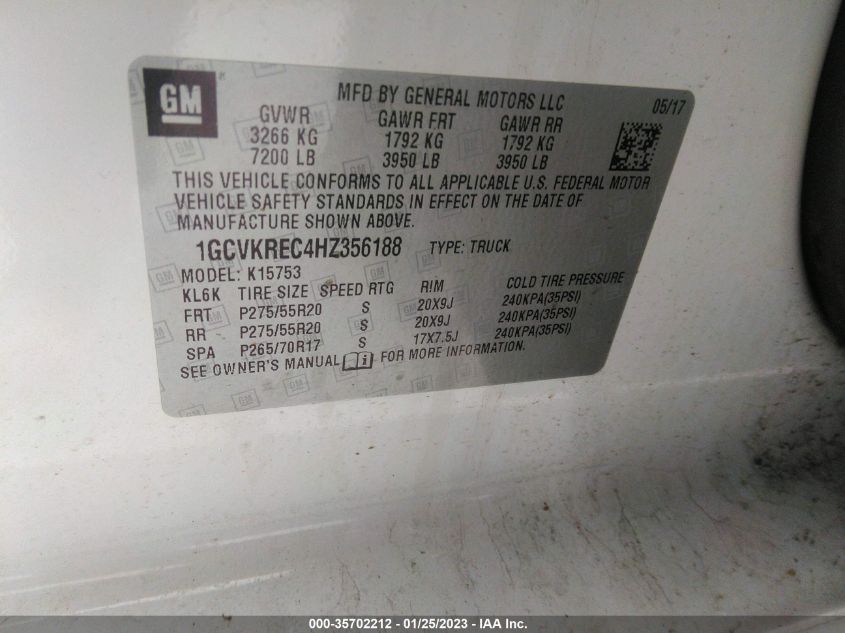 GM
MFD BY GENERAL MOTORS LLC 05/17
GVWR GAWR FRT GAWR RR
3266 KG 1792 KG 1792 KG
7200 LB 3950 LB 3950 LB
THIS VEHICLE CONFORMS TO ALL APPLICABLE U.S. FEDERAL MOTOR
VEHICLE SAFETY STANDARDS IN EFFECT ON THE DATE OF
MANUFACTURE SHOWN ABOVE.
1GCVKREC4HZ356188 TYPE: TRUCK
MODEL: K15753
KL6K TIRE SIZE SPEED RTG RIM COLD TIRE PRESSURE
FRT P275/55R20 S 20X9J 240KPA(35PSI)
RR P275/55R20 S 20X9J 240KPA(35PSI)
SPA P265/70R17 S 17X7.5J 240KPA(35PSI)
SEE OWNER'S MANUAL i FOR MORE INFORMATION.
000-35702212 - 01/25/2023 - IAA Inc.